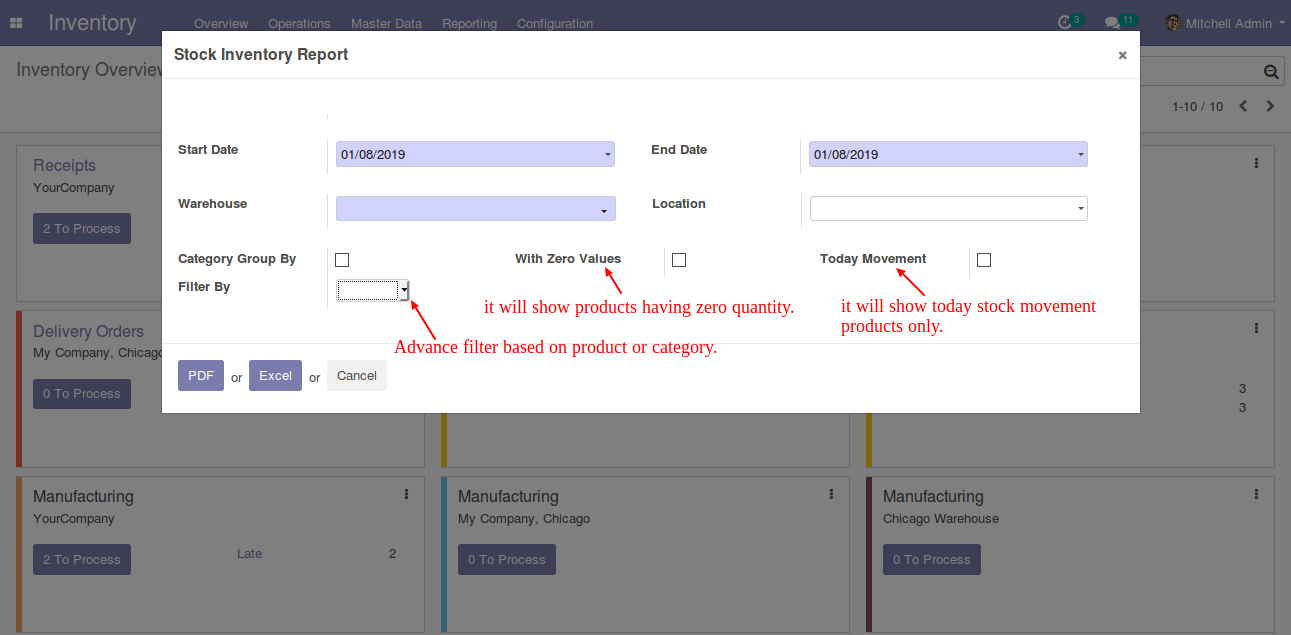 Inventory Overview Operations Master Data Reporting Configuration 3 11 Mitchell Admin
Stock Inventory Report ×
Inventory Overview
1-10 / 10
Start Date 01/08/2019 End Date 01/08/2019
Receipts
YourCompany
Warehouse Location
2 To Process
Category Group By With Zero Values Today Movement
Filter By
it will show products having zero quantity.
it will show today stock movement
products only.
Delivery Orders
My Company, Chicago
Advance filter based on product or category.
PDF or Excel or Cancel
0 To Process
3
3
Manufacturing Manufacturing Manufacturing
YourCompany My Company, Chicago Chicago Warehouse
2 To Process Late 2 0 To Process 0 To Process